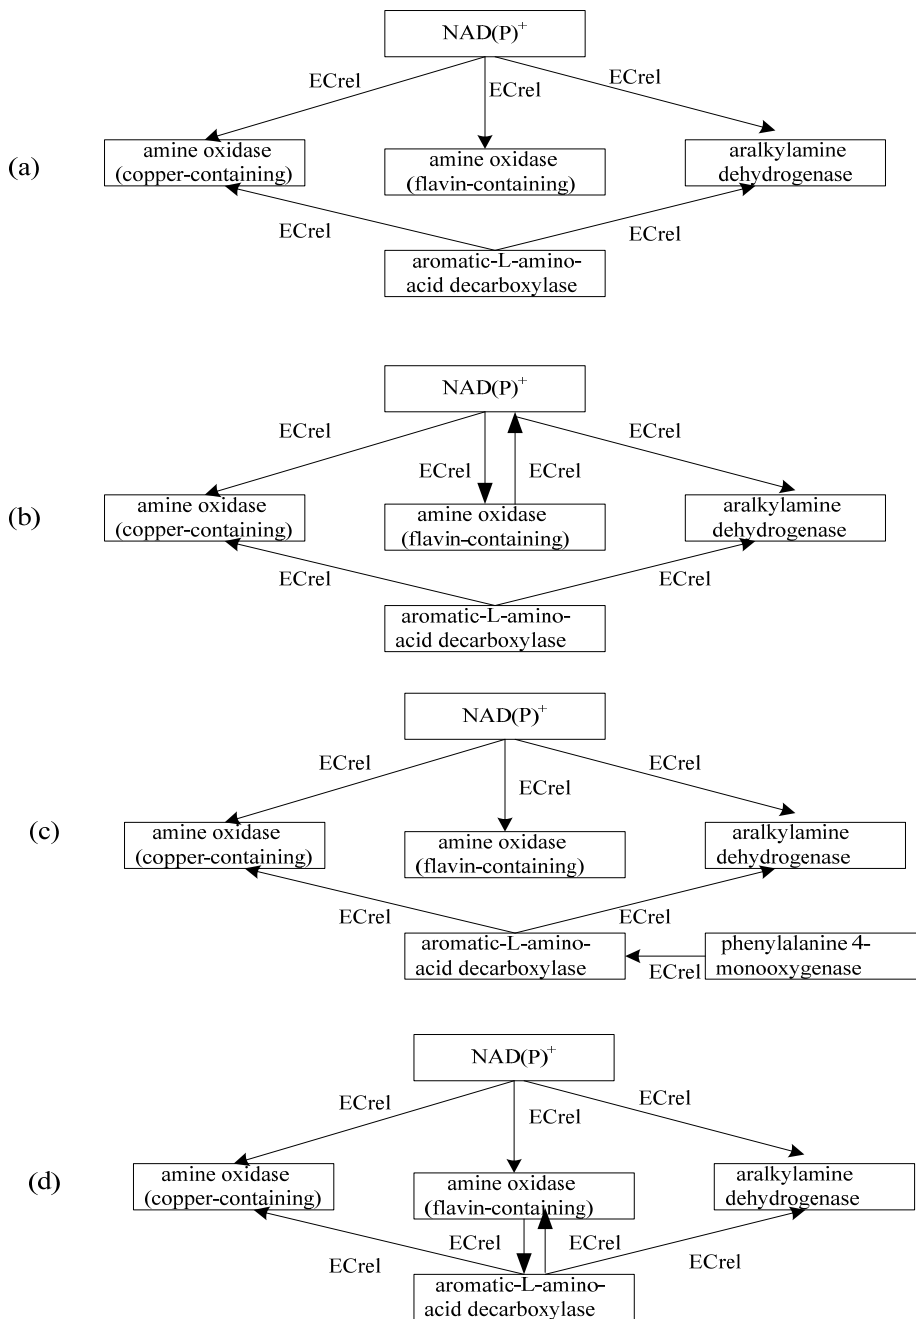 NAD(P)+
ECrel
ECrel
ECrel
(a)
amine oxidase
(copper-containing)
amine oxidase
(flavin-containing)
aralkylamine
dehydrogenase
ECrel
ECrel
aromatic-L-amino-
acid decarboxylase
NAD(P)+
ECrel
ECrel
ECrel
ECrel
(b)
amine oxidase
(copper-containing)
amine oxidase
(flavin-containing)
aralkylamine
dehydrogenase
ECrel
ECrel
aromatic-L-amino-
acid decarboxylase
NAD(P)+
ECrel
ECrel
ECrel
(c)
amine oxidase
(copper-containing)
amine oxidase
(flavin-containing)
aralkylamine
dehydrogenase
ECrel
ECrel
aromatic-L-amino-
acid decarboxylase
ECrel
phenylalanine 4-
monooxygenase
NAD(P)+
ECrel
ECrel
ECrel
(d)
amine oxidase
(copper-containing)
amine oxidase
(flavin-containing)
aralkylamine
dehydrogenase
ECrel
ECrel
ECrel
ECrel
aromatic-L-amino-
acid decarboxylase